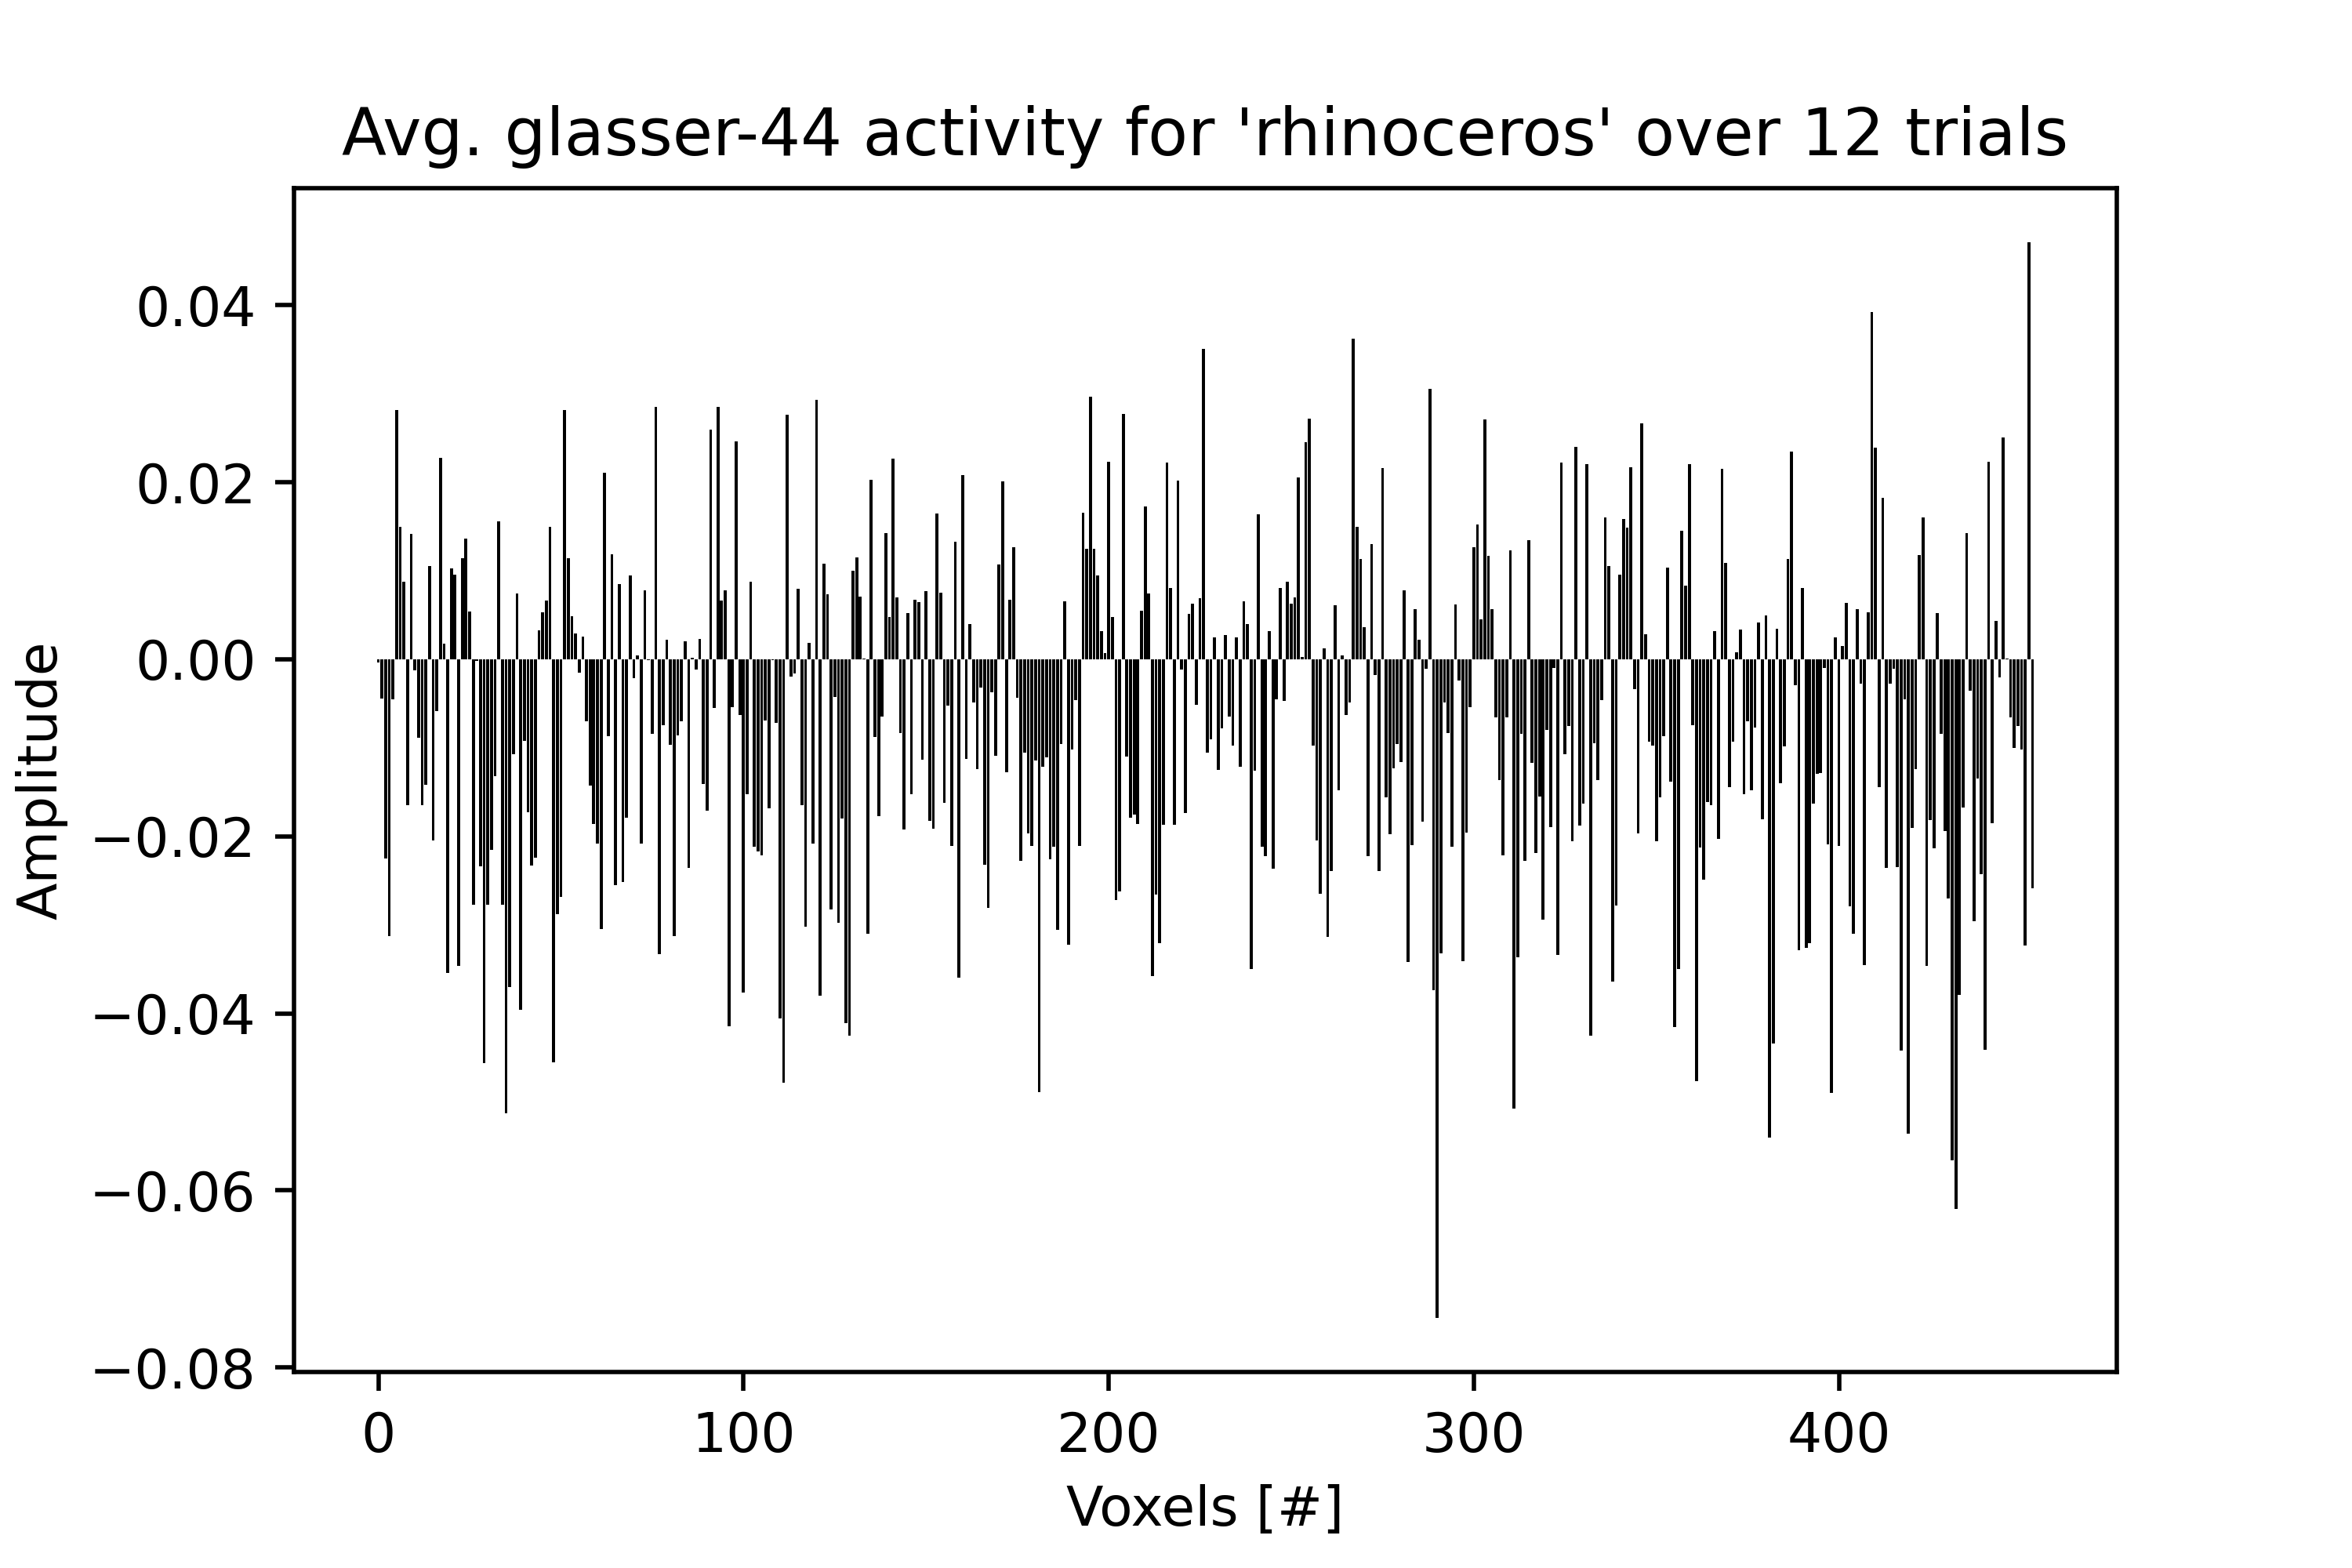 Avg. glasser-44 activity for 'rhinoceros' over 12 trials
0.04
0.02
0.00
−0.02
−0.04
−0.06
−0.08
Amplitude
0 100 200 300 400
Voxels [#]